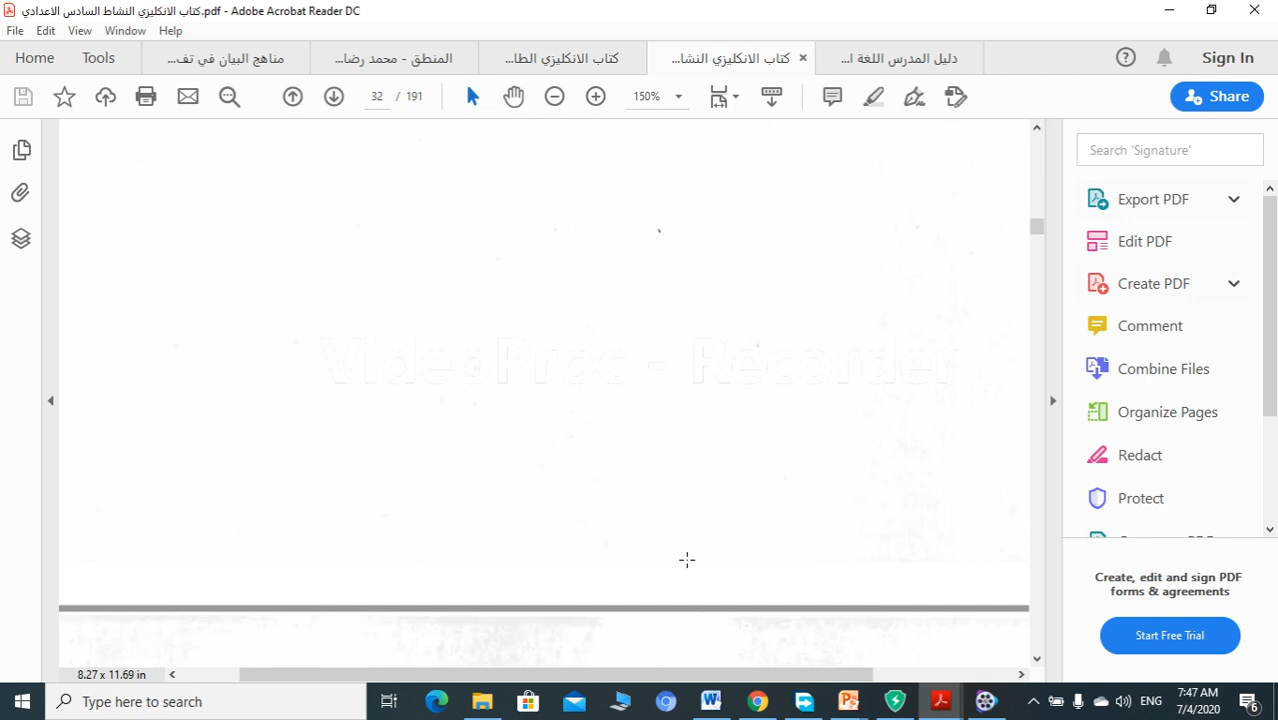 كتاب الانكليزي النشاط السادس الاعدادي.pdf - Adobe Acrobat Reader DC
File Edit View Window Help
Home Tools مناهج البيان في تف... المنطق - محمد رضا... كتاب الانكليزي الطا... كتاب الانكليزي النشا... × دليل المدرس اللغة ا... Sign In
32 / 191 150% Share
Search 'Signature'
Export PDF
Edit PDF
Create PDF
VideoProc - Recorder
Comment
Combine Files
Organize Pages
Redact
Protect
Create, edit and sign PDF
forms & agreements
Start Free Trial
8.27 x 11.69 in
Type here to search
ENG
7:47 AM
7/4/2020
6